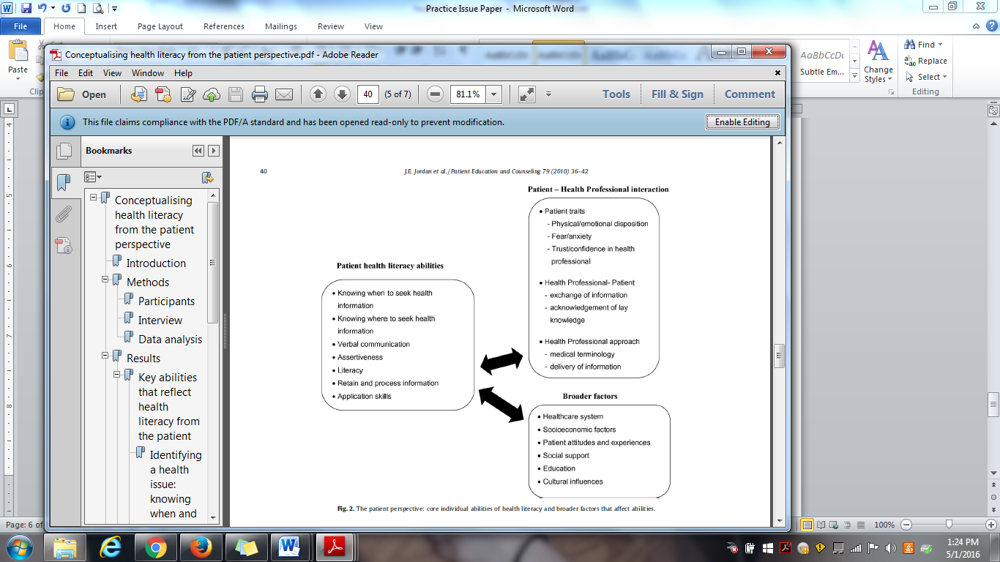 Practice Issue Paper - Microsoft Word
File Home Insert Page Layout References Mailings Review View
Paste
Clip
AaBbCcDc
Subtle Em...
Change
Styles
Find
Replace
Select
Editing
Conceptualising health literacy from the patient perspective.pdf - Adobe Reader
File Edit View Window Help
Open
40 (5 of 7)
81.1%
Tools Fill & Sign Comment
This file claims compliance with the PDF/A standard and has been opened read-only to prevent modification.
Enable Editing
Bookmarks
Conceptualising
health literacy
from the patient
perspective
Introduction
Methods
Participants
Interview
Data analysis
Results
Key abilities
that reflect
health
literacy from
the patient
Identifying
a health
issue:
knowing
when and
40
J.E. Jordan et al. / Patient Education and Counseling 79 (2010) 36–42
Patient health literacy abilities
• Knowing when to seek health
information
• Knowing where to seek health
information
• Verbal communication
• Assertiveness
• Literacy
• Retain and process information
• Application skills
Patient – Health Professional interaction
• Patient traits
- Physical/emotional disposition
- Fear/anxiety
- Trust/confidence in health
professional
• Health Professional- Patient
- exchange of information
- acknowledgement of lay
knowledge
• Health Professional approach
- medical terminology
- delivery of information
Broader factors
• Healthcare system
• Socioeconomic factors
• Patient attitudes and experiences
• Social support
• Education
• Cultural influences
Fig. 2. The patient perspective: core individual abilities of health literacy and broader factors that affect abilities.
4
5
6
7
8
Page: 6 of
100%
1:24 PM
5/1/2016